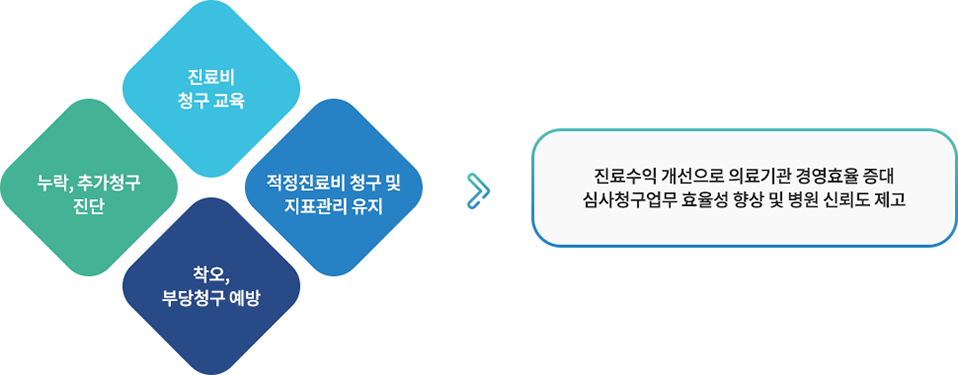 진료비
청구 교육
누락, 추가청구
진단
적정진료비 청구 및
지표관리 유지
착오,
부당청구 예방
진료수익 개선으로 의료기관 경영효율 증대
심사청구업무 효율성 향상 및 병원 신뢰도 제고